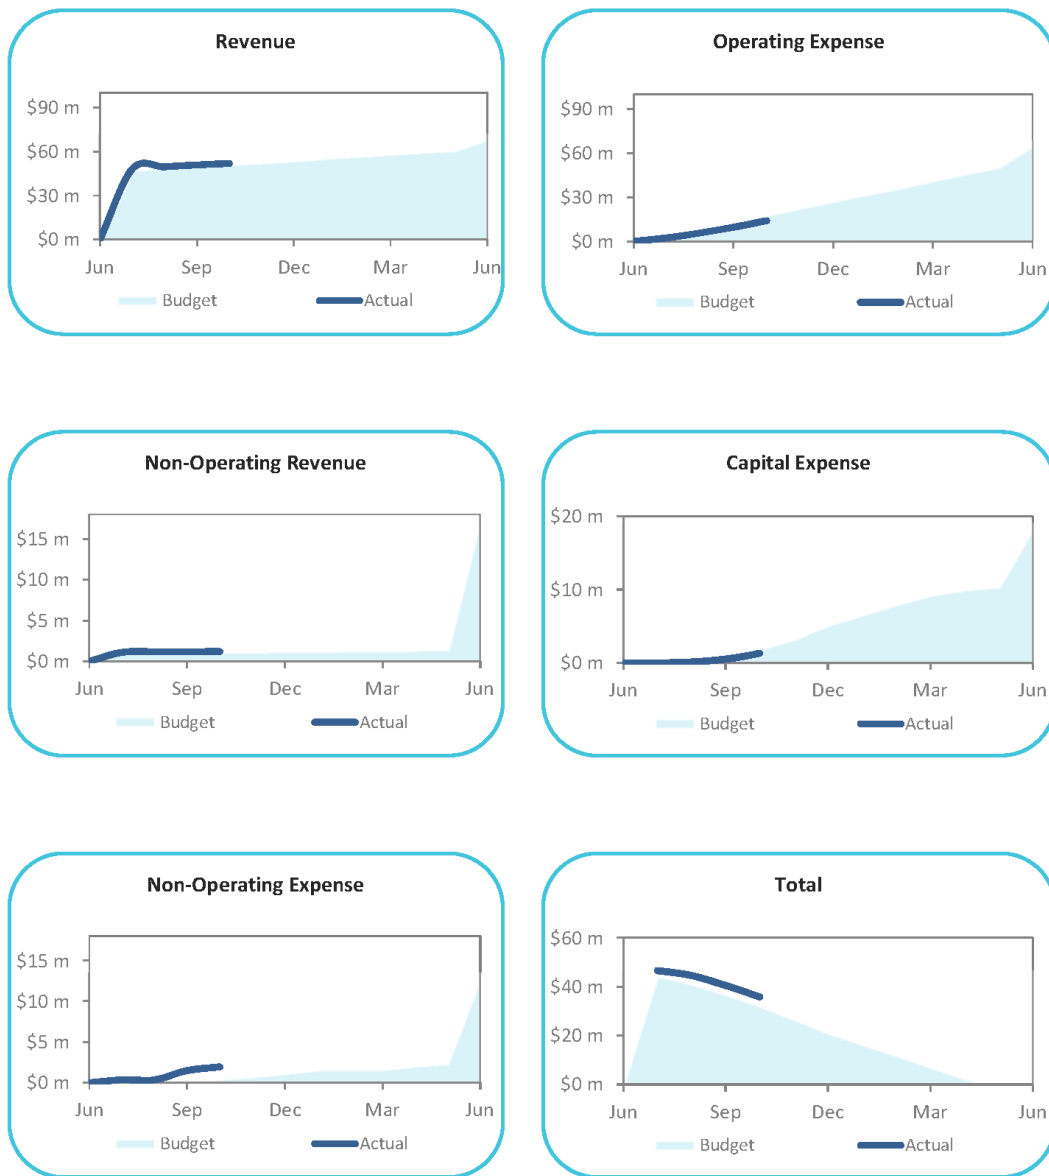 Revenue
$90 m
$60 m
$30 m
$0 m
Jun Sep Dec Mar Jun
Budget Actual
Operating Expense
$90 m
$60 m
$30 m
$0 m
Jun Sep Dec Mar Jun
Budget Actual
Non-Operating Revenue
$15 m
$10 m
$5 m
$0 m
Jun Sep Dec Mar Jun
Budget Actual
Capital Expense
$20 m
$10 m
$0 m
Jun Sep Dec Mar Jun
Budget Actual
Non-Operating Expense
$15 m
$10 m
$5 m
$0 m
Jun Sep Dec Mar Jun
Budget Actual
Total
$60 m
$40 m
$20 m
$0 m
Jun Sep Dec Mar Jun
Budget Actual